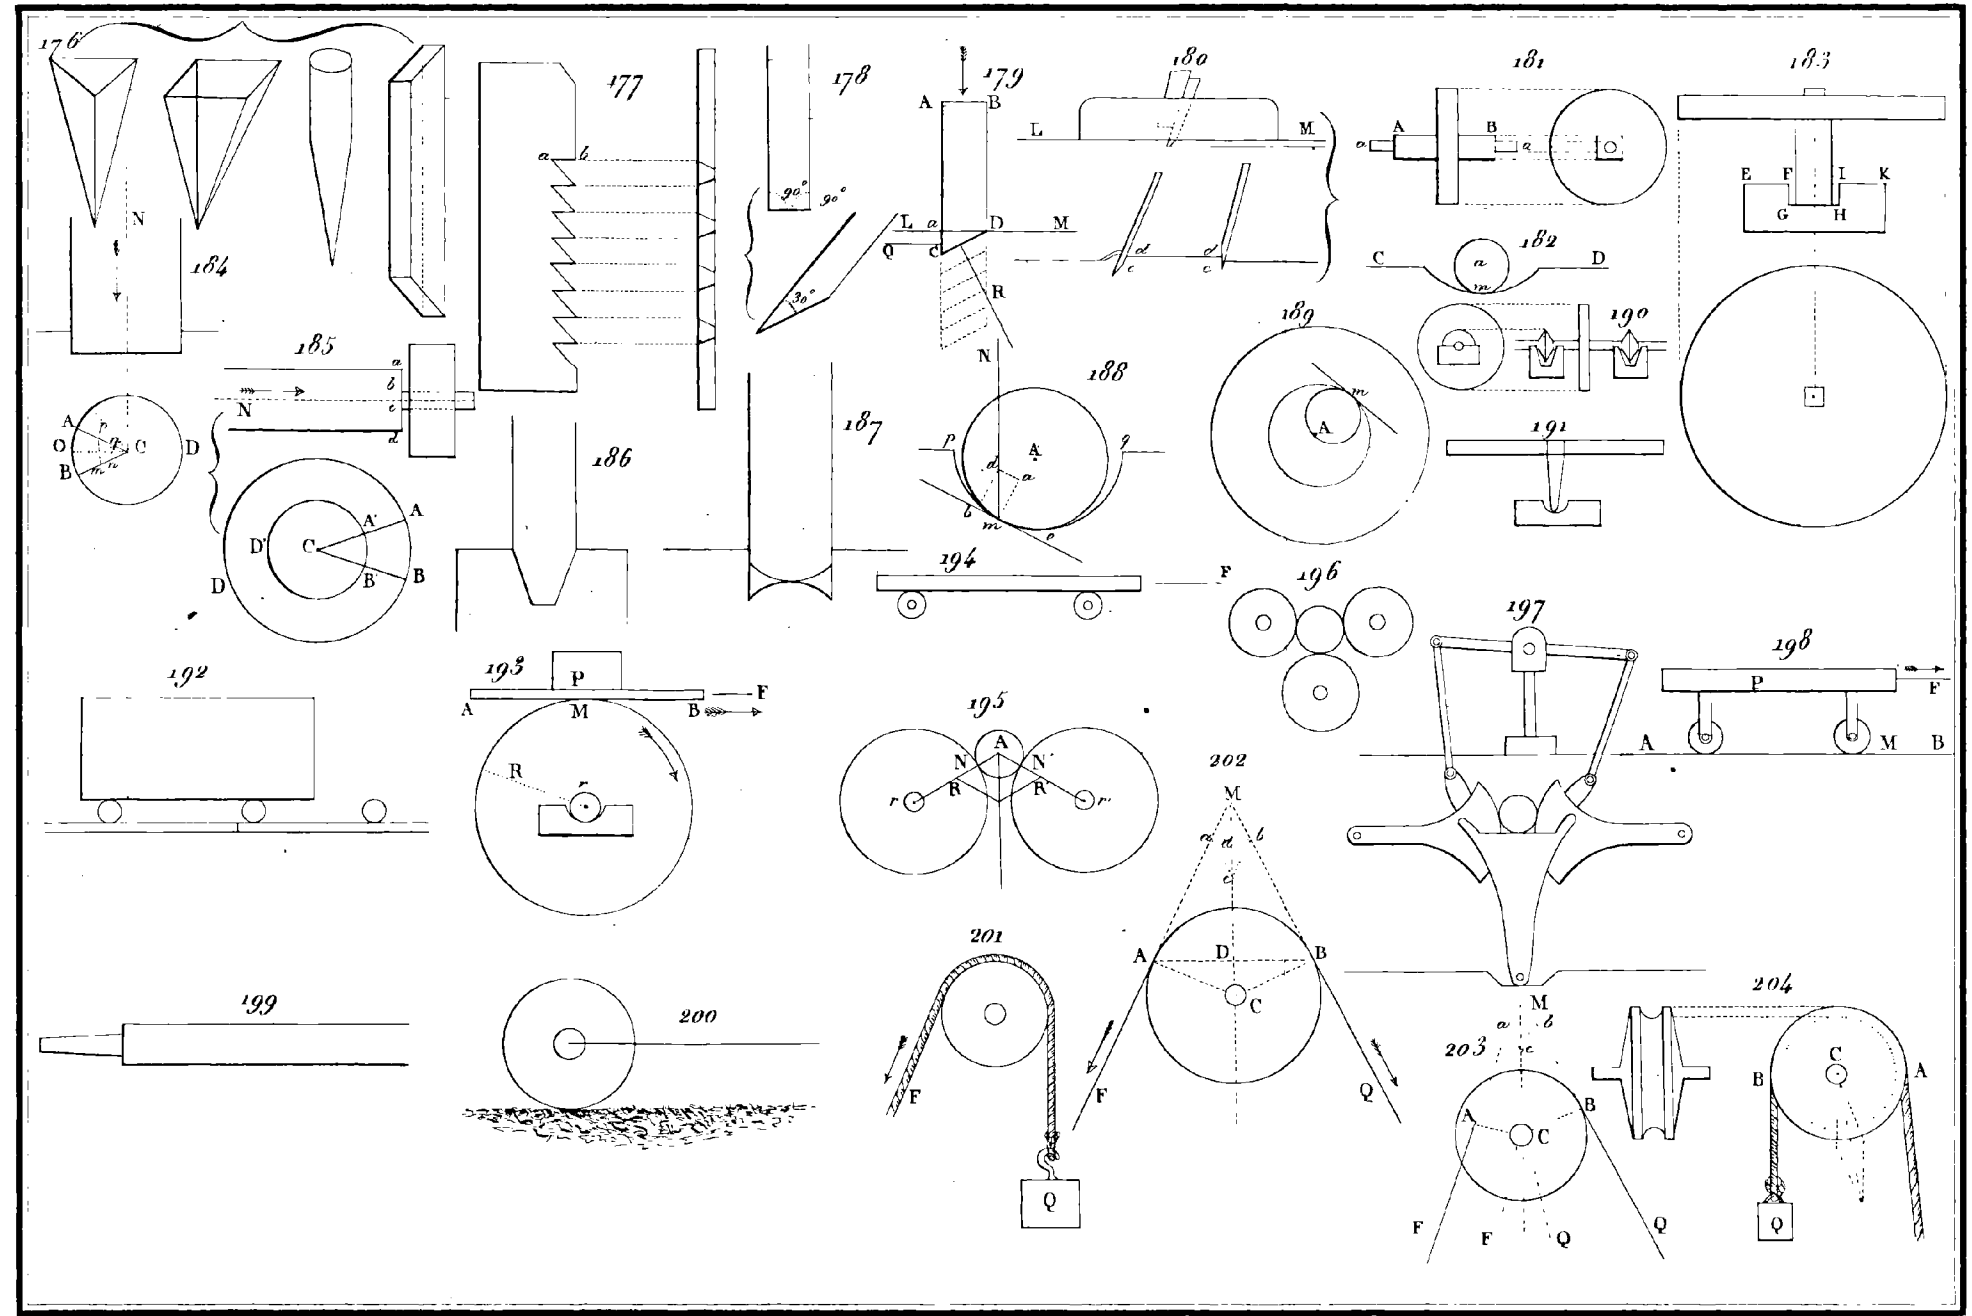 176
N
184
A
p
O
q
C
D
B
m
n
177
a
b
178
90°
90°
30°
179
A
B
L
a
D
M
Q
C
R
180
L
M
d
c
d
c
181
A
B
a
a
182
C
D
a
m
183
E
F
I
K
G
H
185
a
b
c
d
N
A'
A
D'
C
B'
B
D
186
187
188
N
p
q
A
d
a
b
m
o
189
m
A
190
191
192
193
P
F
A
M
B
R
r
194
F
195
A
N
N'
R
R'
r
r'
196
197
198
P
F
A
M
B
199
200
201
F
Q
202
M
a
d
b
c
A
D
B
C
F
Q
203
M
a
b
c
A
B
C
F
F
Q
Q
204
C
B
A
Q